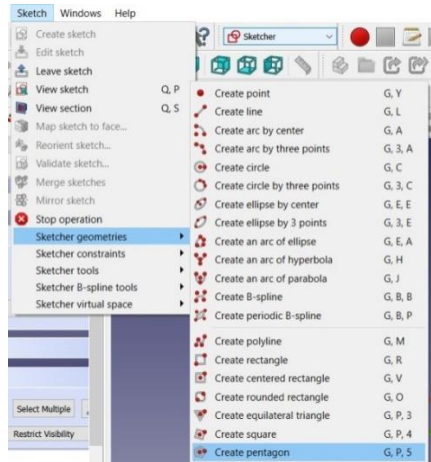 Sketch Windows Help
Sketcher
Create sketch
Edit sketch
Leave sketch
View sketch Q, P
View section Q, S
Map sketch to face...
Reorient sketch...
Validate sketch...
Merge sketches
Mirror sketch
Stop operation
Sketcher geometries
Sketcher constraints
Sketcher tools
Sketcher B-spline tools
Sketcher virtual space
Create point G, Y
Create line G, L
Create arc by center G, A
Create arc by three points G, 3, A
Create circle G, C
Create circle by three points G, 3, C
Create ellipse by center G, E, E
Create ellipse by 3 points G, 3, E
Create an arc of ellipse G, E, A
Create an arc of hyperbola G, H
Create an arc of parabola G, J
Create B-spline G, B, B
Create periodic B-spline G, B, P
Create polyline G, M
Create rectangle G, R
Create centered rectangle G, V
Create rounded rectangle G, O
Create equilateral triangle G, P, 3
Create square G, P, 4
Create pentagon G, P, 5
Select Multiple
Restrict Visibility